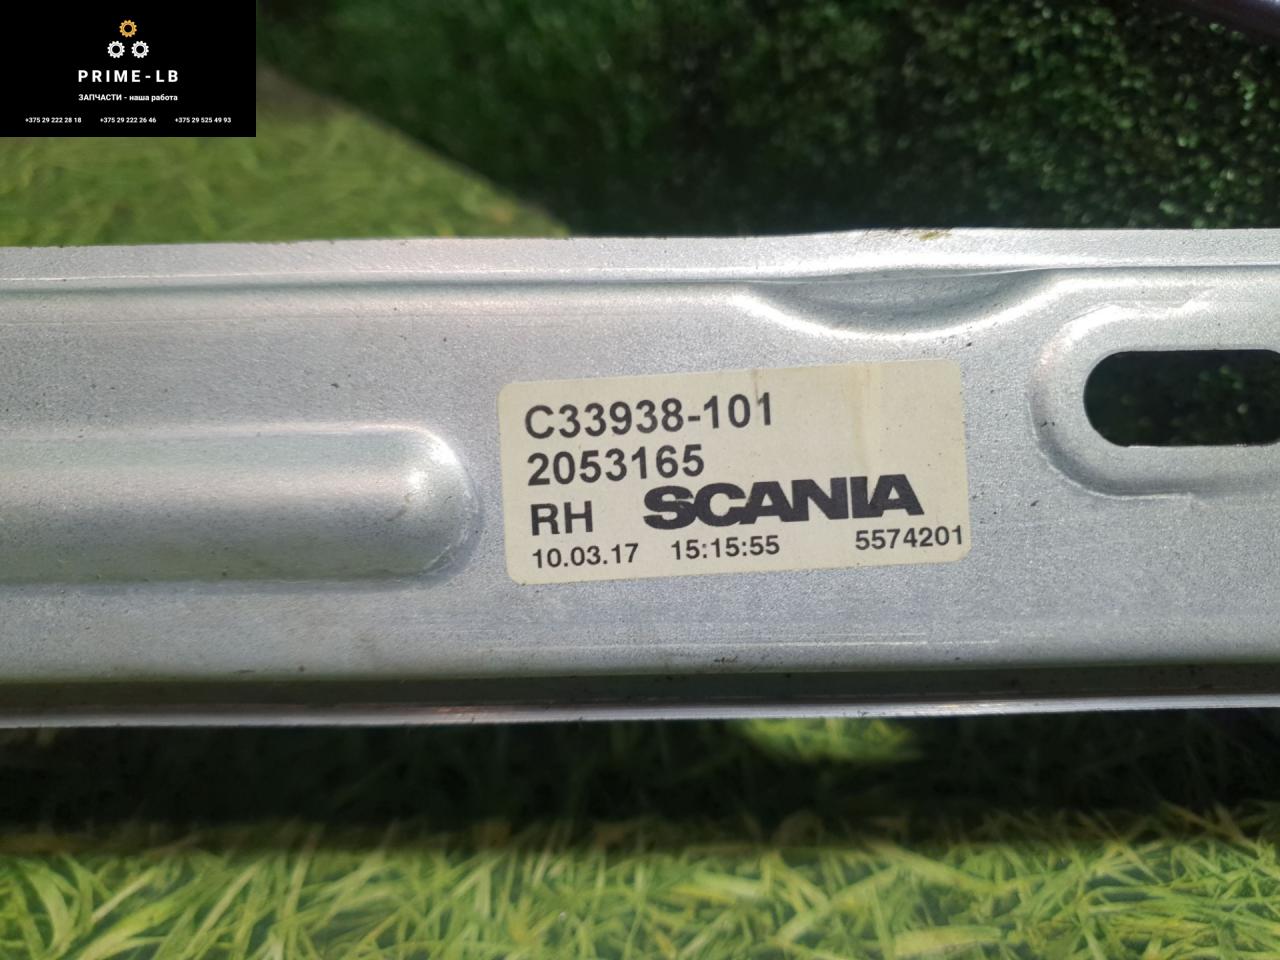 PRIME-LB
ЗАПЧАСТИ - наша работа
+375 29 222 28 18 +375 29 222 26 46 +375 29 525 49 93
C33938-101
2053165
RH SCANIA
10.03.17 15:15:55 5574201